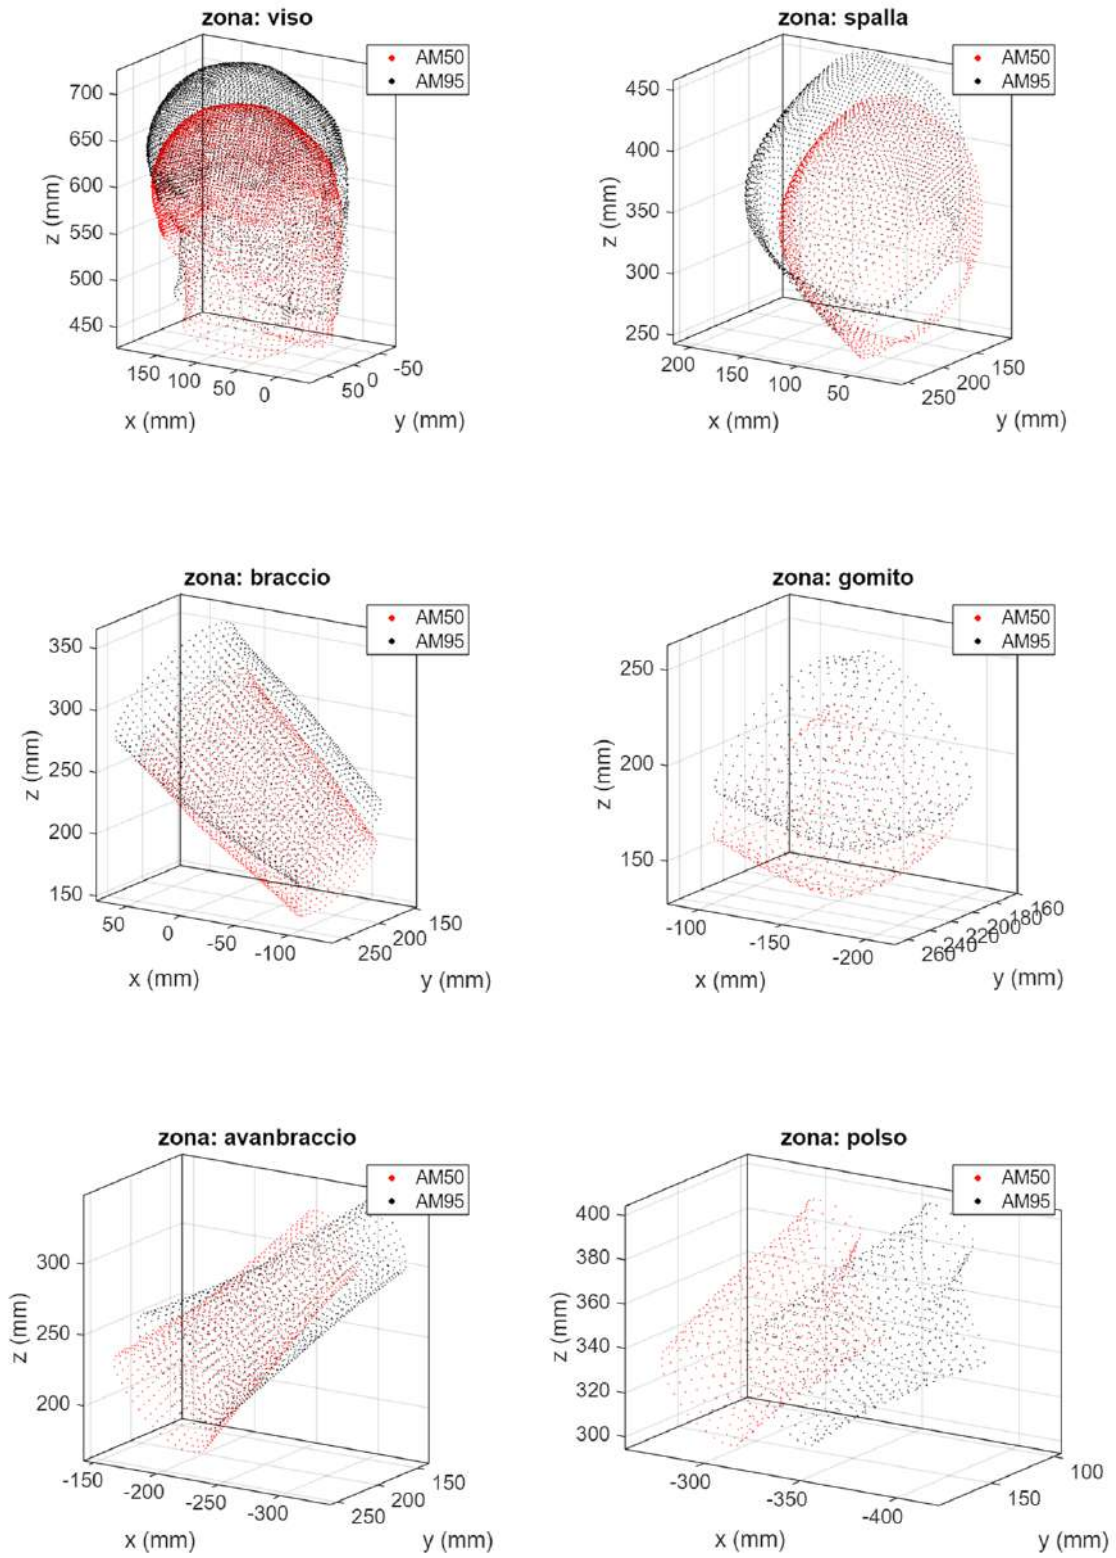 zona: viso
AM50
AM95
700
650
600
550
500
450
z (mm)
150
100
50
0
x (mm)
50
0
-50
y (mm)
zona: spalla
AM50
AM95
450
400
350
300
250
z (mm)
200
150
100
50
x (mm)
250
200
150
y (mm)
zona: braccio
AM50
AM95
350
300
250
200
150
z (mm)
50
0
-50
-100
x (mm)
250
200
150
y (mm)
zona: gomito
AM50
AM95
250
200
150
z (mm)
-100
-150
-200
x (mm)
260
240
220
200
180
160
y (mm)
zona: avanbraccio
AM50
AM95
300
250
200
z (mm)
-150
-200
-250
-300
x (mm)
250
200
150
y (mm)
zona: polso
AM50
AM95
400
380
360
340
320
300
z (mm)
-300
-350
-400
x (mm)
150
100
y (mm)